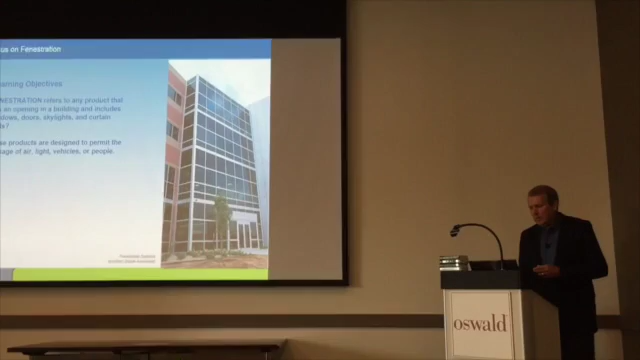 us on Fenestration
arning Objectives
NESTRATION refers to any product that
an opening in a building and includes
dows, doors, skylights, and curtain
se products are designed to permit the
age of air, light, vehicles, or people.
oswald